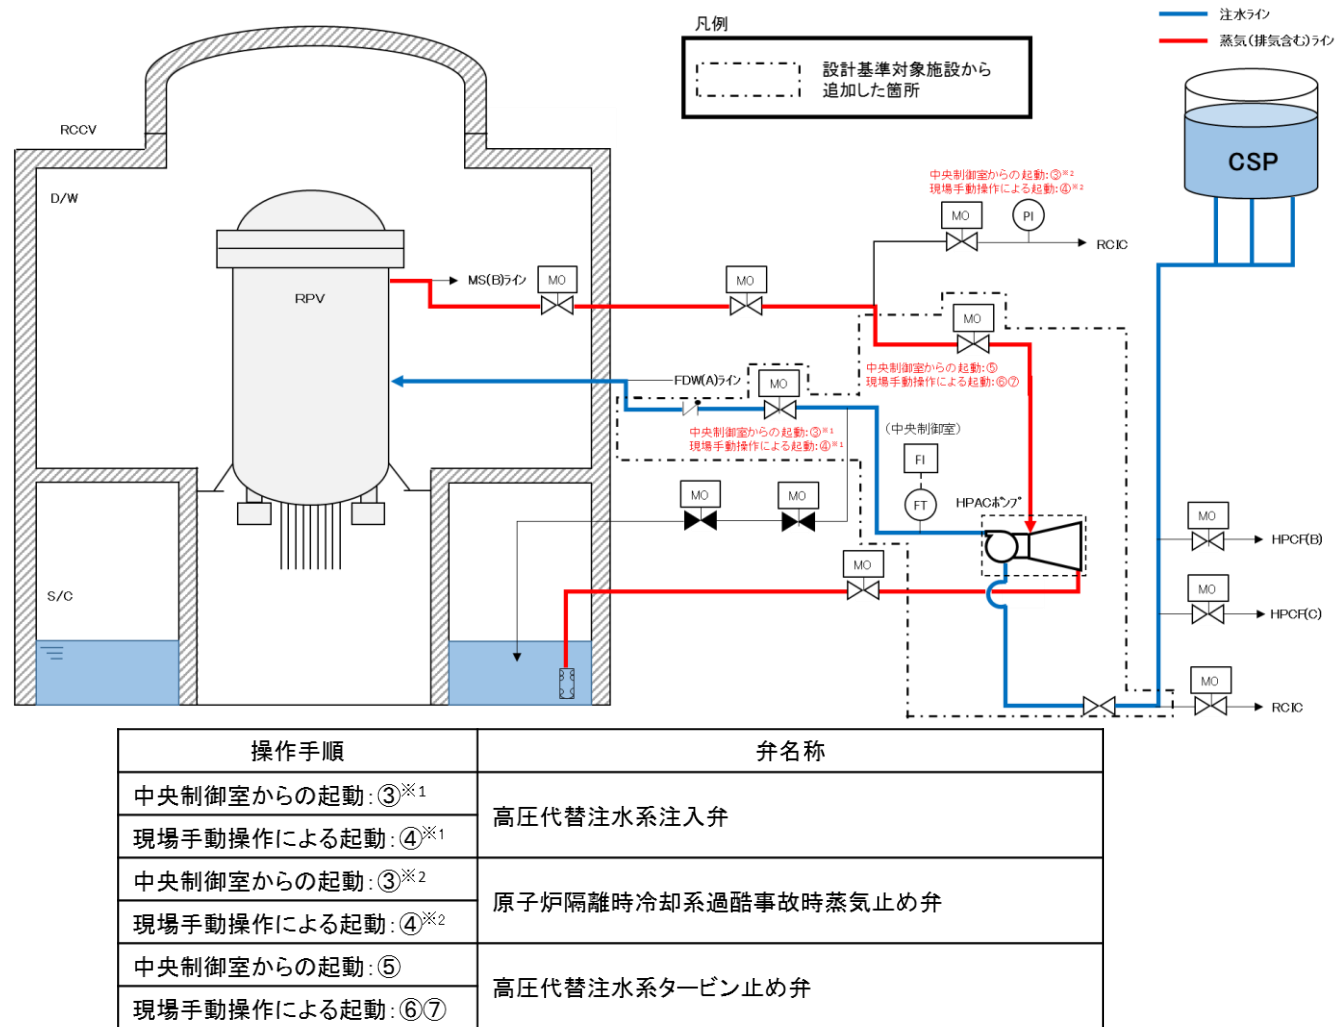 凡例
設計基準対象施設から
追加した箇所
注水ライン
蒸気(排気含む)ライン
RCCV
D/W
CSP
中央制御室からの起動:③※2
現場手動操作による起動:④※2
MO
PI
RCIC
MS(B)ライン
MO
MO
RPV
MO
中央制御室からの起動:⑤
現場手動操作による起動:⑥⑦
FDW(A)ライン
MO
中央制御室からの起動:③※1
現場手動操作による起動:④※1
(中央制御室)
FI
FT
HPACポンプ
MO
MO
MO
HPCF(B)
MO
S/C
MO
HPCF(C)
MO
RCIC
操作手順
弁名称
中央制御室からの起動:③※1
高圧代替注水系注入弁
現場手動操作による起動:④※1
中央制御室からの起動:③※2
原子炉隔離時冷却系過酷事故時蒸気止め弁
現場手動操作による起動:④※2
中央制御室からの起動:⑤
高圧代替注水系タービン止め弁
現場手動操作による起動:⑥⑦